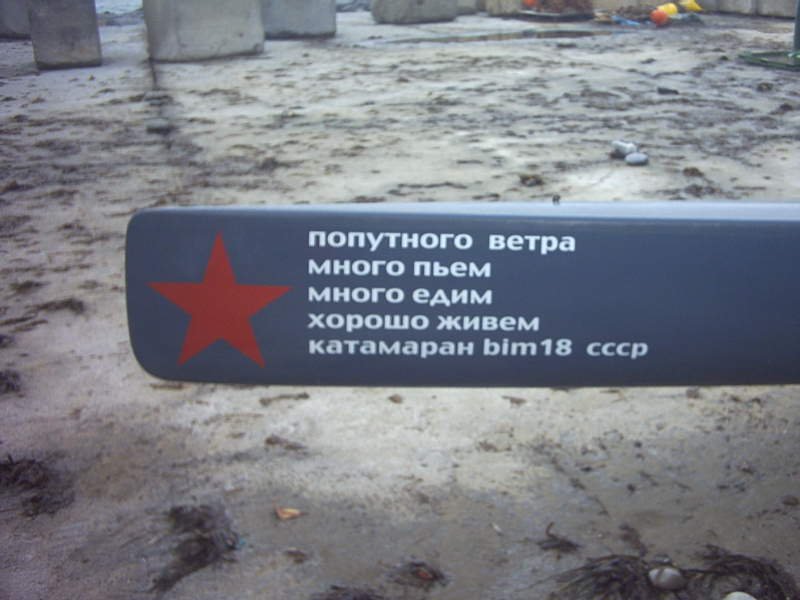 попутного ветра
много пьем
много едим
хорошо живем
катамаран bim18 ссср